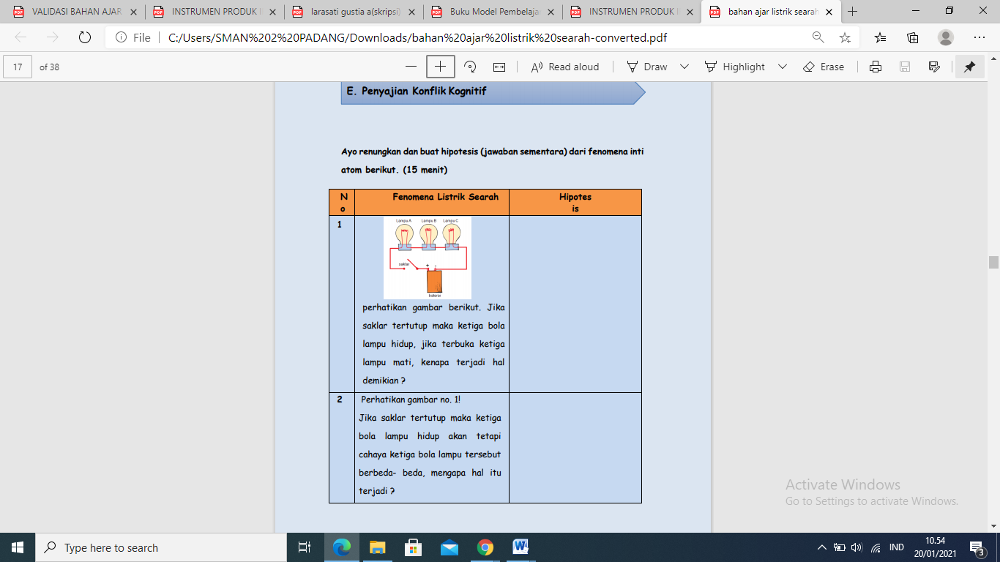 VALIDASI BAHAN AJAR
INSTRUMEN PRODUK I
larasati gustia a(skripsi)
Buku Model Pembelaja
INSTRUMEN PRODUK I
bahan ajar listrik searah
File
C:/Users/SMAN%202%20PADANG/Downloads/bahan%20ajar%20listrik%20searah-converted.pdf
17 of 38
Read aloud
Draw
Highlight
Erase
E. Penyajian Konflik Kognitif
Ayo renungkan dan buat hipotesis (jawaban sementara) dari fenomena inti
atom berikut. (15 menit)
N
o
Fenomena Listrik Searah
Hipotes
is
1
Lampu A Lampu B Lampu C
saklar
+ -
baterai
perhatikan gambar berikut. Jika
saklar tertutup maka ketiga bola
lampu hidup, jika terbuka ketiga
lampu mati, kenapa terjadi hal
demikian ?
2
Perhatikan gambar no. 1!
Jika saklar tertutup maka ketiga
bola lampu hidup akan tetapi
cahaya ketiga bola lampu tersebut
berbeda- beda, mengapa hal itu
terjadi ?
Activate Windows
Go to Settings to activate Windows.
Type here to search
IND
10.54
20/01/2021
3